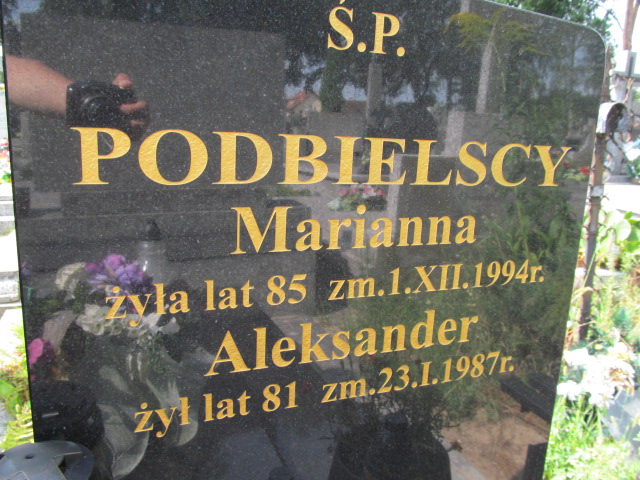 Ś.P.
PODBIELSCY
Marianna
żyła lat 85 zm.1.XII.1994r.
Aleksander
żył lat 81 zm.23.I.1987r.